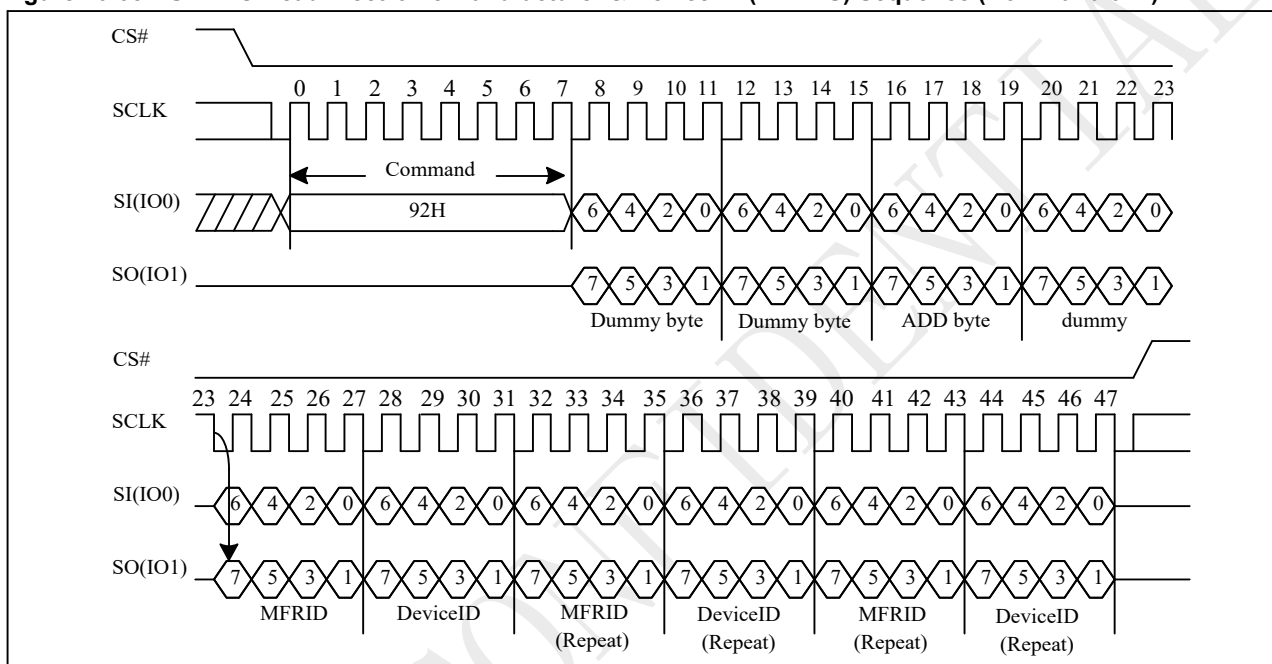 CS#
0 1 2 3 4 5 6 7 8 9 10 11 12 13 14 15 16 17 18 19 20 21 22 23
SCLK
Command
SI(IO0)
92H
6 4 2 0 6 4 2 0 6 4 2 0 6 4 2 0
SO(IO1)
7 5 3 1 7 5 3 1 7 5 3 1 7 5 3 1
Dummy byte Dummy byte ADD byte dummy
CS#
23 24 25 26 27 28 29 30 31 32 33 34 35 36 37 38 39 40 41 42 43 44 45 46 47
SCLK
SI(IO0)
6 4 2 0 6 4 2 0 6 4 2 0 6 4 2 0 6 4 2 0 6 4 2 0
SO(IO1)
7 5 3 1 7 5 3 1 7 5 3 1 7 5 3 1 7 5 3 1 7 5 3 1
MFRID DeviceID MFRID DeviceID MFRID DeviceID
(Repeat) (Repeat) (Repeat) (Repeat)